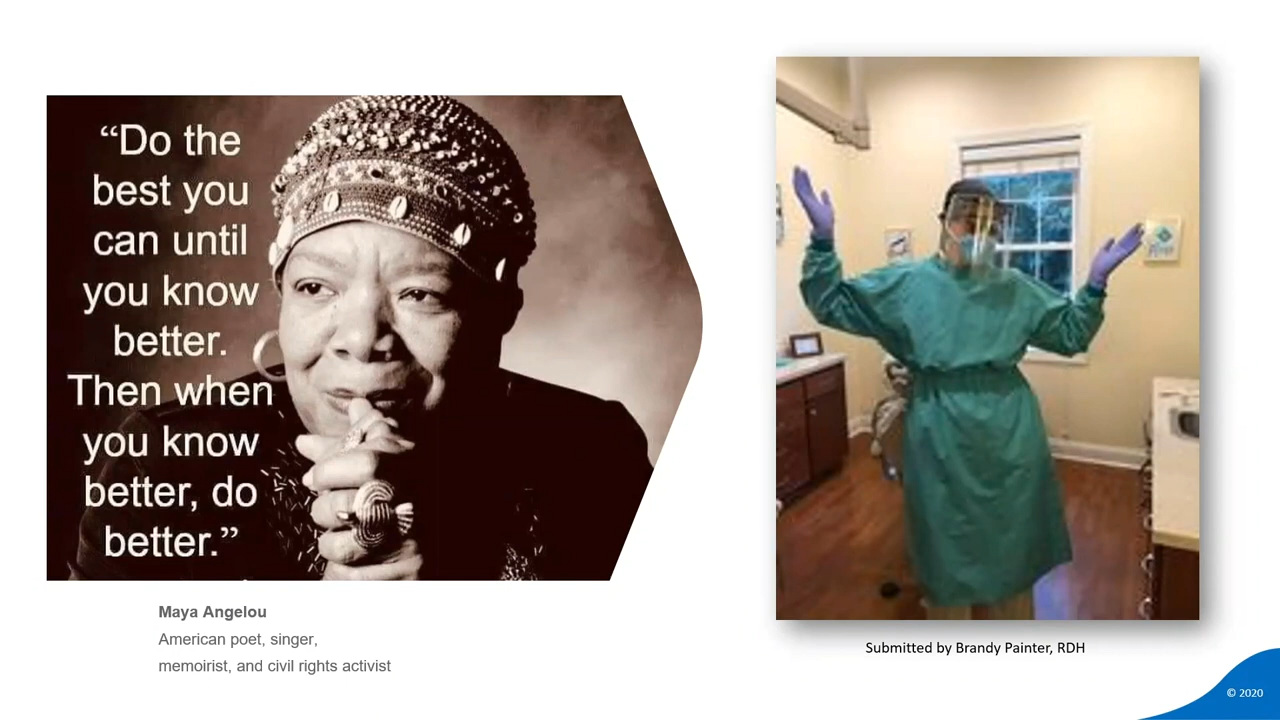 “Do the
best you
can until
you know
better.
Then when
you know
better, do
better.”
Maya Angelou
American poet, singer,
memoirist, and civil rights activist
Submitted by Brandy Painter, RDH
© 2020